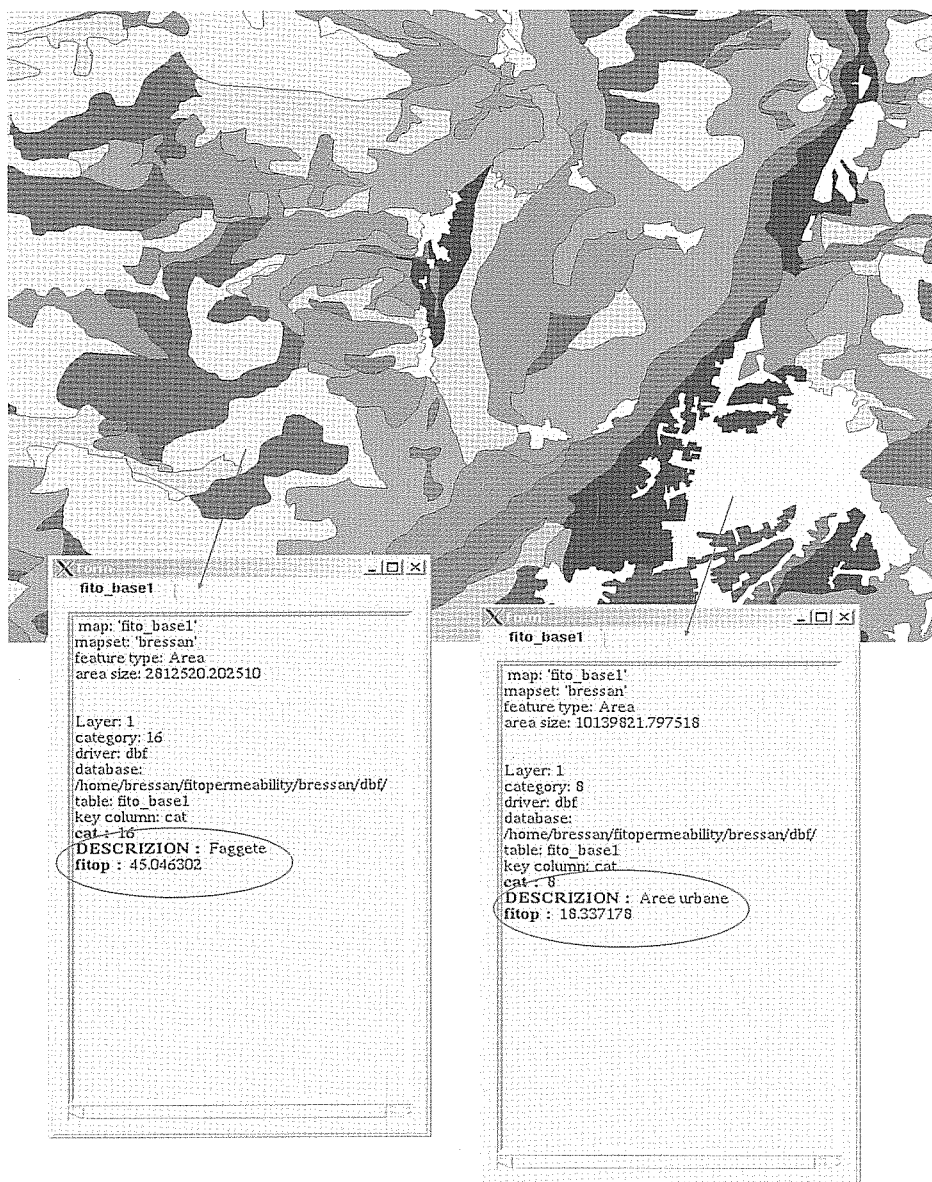 fito_base1
map: 'fito_base1'
mapset: 'bressan'
feature type: Area
area size: 2812520.202510
Layer: 1
category: 16
driver: dbf
database:
/home/bressan/fitopermeability/bressan/dbf/
table: fito_base1
key column: cat
cat : 16
DESCRIZION : Faggete
fitop : 45.046302
fito_base1
map: 'fito_base1'
mapset: 'bressan'
feature type: Area
area size: 10139821.797518
Layer: 1
category: 8
driver: dbf
database:
/home/bressan/fitopermeability/bressan/dbf/
table: fito_base1
key column: cat
cat : 8
DESCRIZION : Aree urbane
fitop : 18.337178